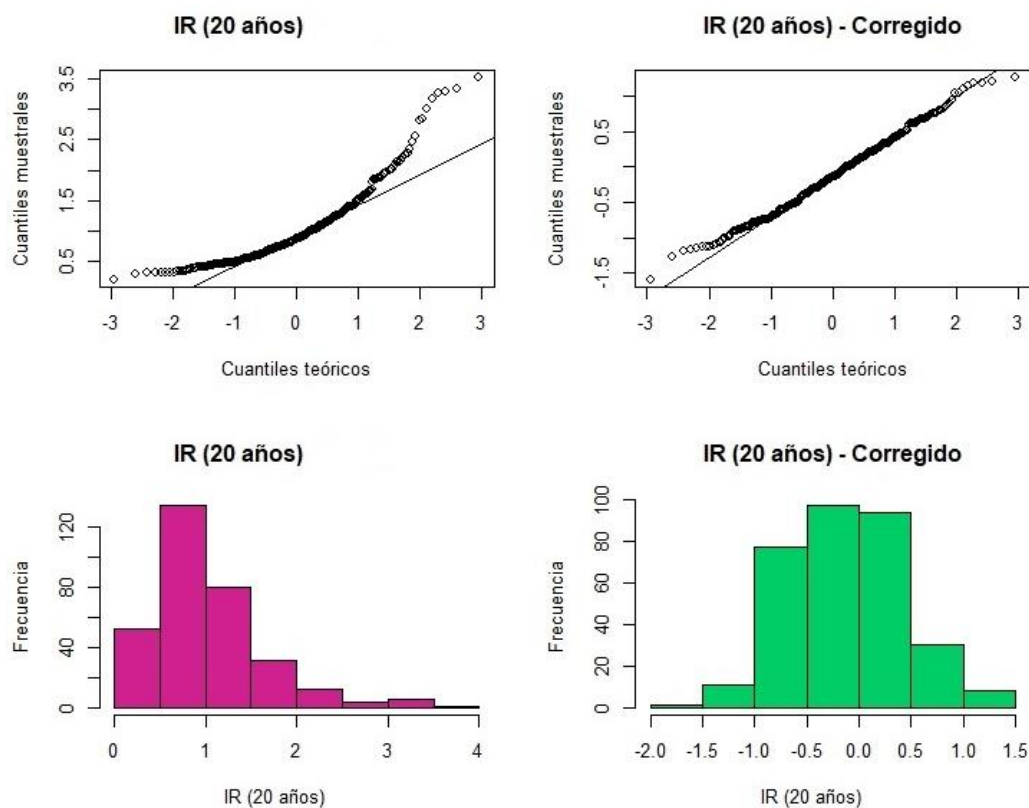 IR (20 años)
Cuantiles muestrales
3.5
2.5
1.5
0.5
-3 -2 -1 0 1 2 3
Cuantiles teóricos
IR (20 años) - Corregido
Cuantiles muestrales
0.5
-0.5
-1.5
-3 -2 -1 0 1 2 3
Cuantiles teóricos
IR (20 años)
Frecuencia
120
80
40
0
0 1 2 3 4
IR (20 años)
IR (20 años) - Corregido
Frecuencia
100
80
60
40
20
0
-2.0 -1.5 -1.0 -0.5 0.0 0.5 1.0 1.5
IR (20 años)